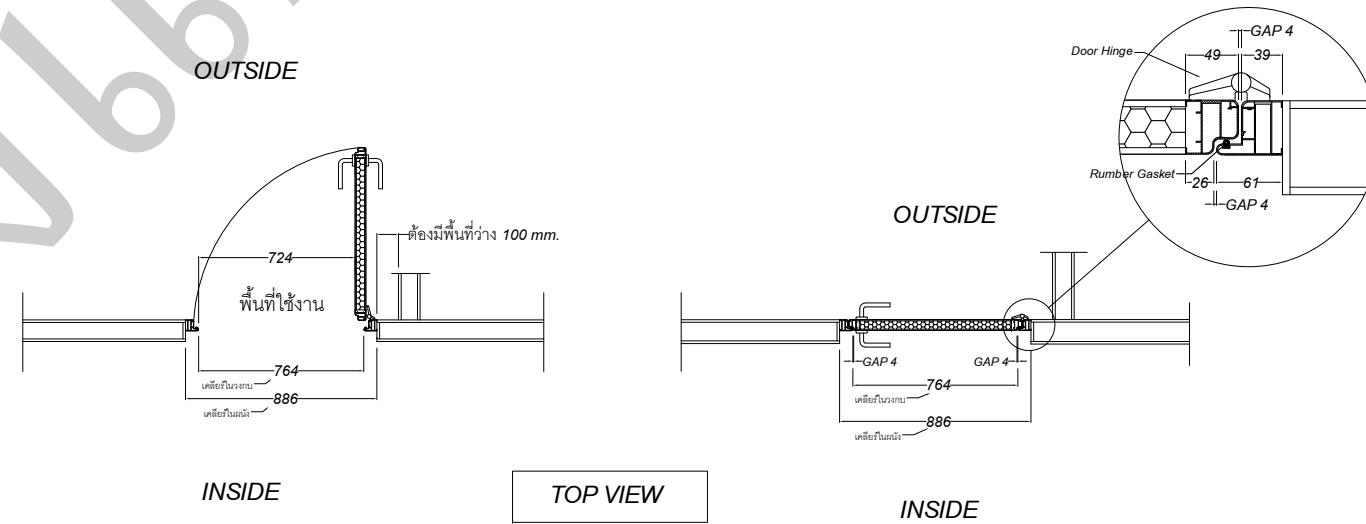 OUTSIDE
ต้องมีพื้นที่ว่าง 100 mm.
724
พื้นที่ใช้งาน
764
เคลียร์ในวงกบ
886
เคลียร์ในผนัง
INSIDE
TOP VIEW
OUTSIDE
GAP 4
GAP 4
764
เคลียร์ในวงกบ
886
เคลียร์ในผนัง
INSIDE
GAP 4
Door Hinge
49
39
Rumber Gasket
26
61
GAP 4